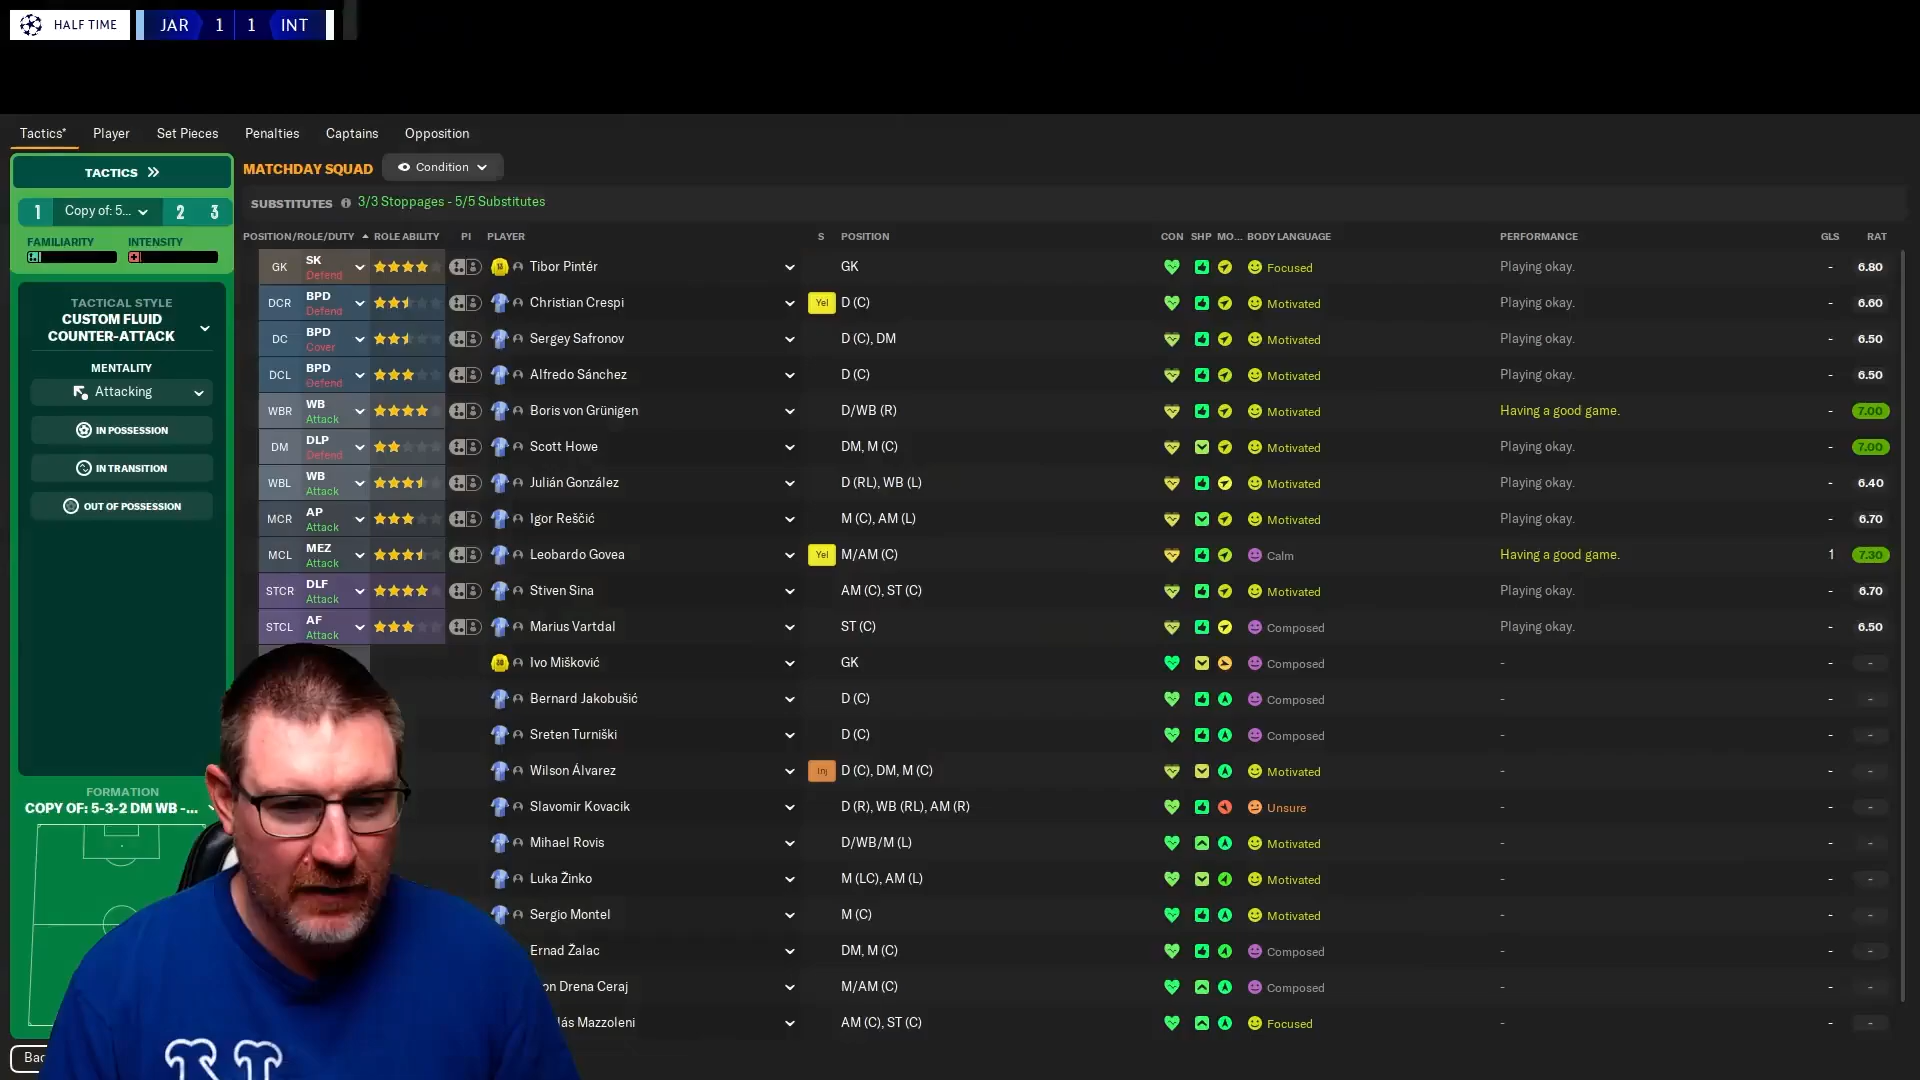 HALF TIME JAR 1 1 INT
Tactics* Player Set Pieces Penalties Captains Opposition
TACTICS
MATCHDAY SQUAD Condition
1 Copy of: 5... 2 3
SUBSTITUTES 3/3 Stoppages - 5/5 Substitutes
FAMILIARITY INTENSITY
POSITION/ROLE/DUTY ROLE ABILITY PI PLAYER S POSITION CON SHP MO... BODY LANGUAGE PERFORMANCE GLS RAT
GK SK Defend Tibor Pintér GK Focused Playing okay. - 6.80
DCR BPD Defend Christian Crespi Yel D (C) Motivated Playing okay. - 6.60
DC BPD Cover Sergey Safronov D (C), DM Motivated Playing okay. - 6.50
DCL BPD Defend Alfredo Sánchez D (C) Motivated Playing okay. - 6.50
WBR WB Attack Boris von Grünigen D/WB (R) Motivated Having a good game. - 7.00
DM DLP Defend Scott Howe DM, M (C) Motivated Playing okay. - 7.00
WBL WB Attack Julián González D (RL), WB (L) Motivated Playing okay. - 6.40
MCR AP Attack Igor Reščić M (C), AM (L) Motivated Playing okay. - 6.70
MCL MEZ Attack Leobardo Govea Yel M/AM (C) Calm Having a good game. 1 7.30
STCR DLF Attack Stiven Sina AM (C), ST (C) Motivated Playing okay. - 6.70
STCL AF Attack Marius Vartdal ST (C) Composed Playing okay. - 6.50
Ivo Mišković GK Composed - - -
Bernard Jakobušić D (C) Composed - - -
Sreten Turniški D (C) Composed - - -
Wilson Álvarez Inj D (C), DM, M (C) Motivated - - -
Slavomir Kovacik D (R), WB (RL), AM (R) Unsure - - -
Mihael Rovis D/WB/M (L) Motivated - - -
Luka Žinko M (LC), AM (L) Motivated - - -
Sergio Montel M (C) Motivated - - -
Ernad Žalac DM, M (C) Composed - - -
Drena Ceraj M/AM (C) Composed - - -
Mazzoleni AM (C), ST (C) Focused - - -
TACTICAL STYLE
CUSTOM FLUID
COUNTER-ATTACK
MENTALITY
Attacking
IN POSSESSION
IN TRANSITION
OUT OF POSSESSION
FORMATION
COPY OF: 5-3-2 DM WB -...